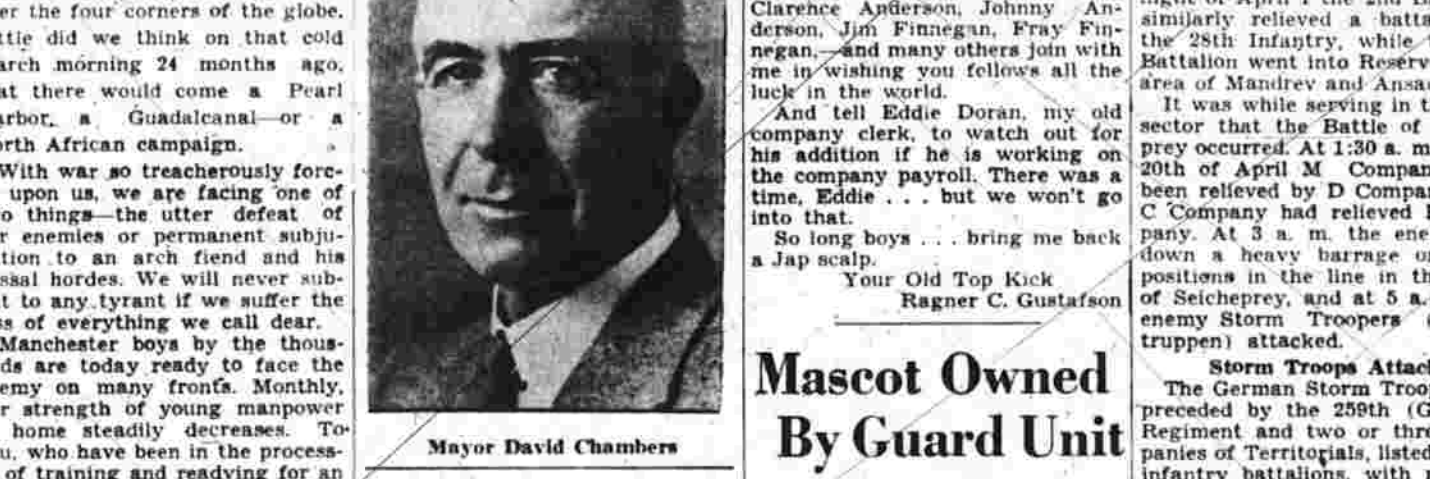 er the four corners of the globe.
ttle did we think on that cold
arch morning 24 months ago,
at there would come a Pearl
arbor, a Guadalcanal—or a
orth African campaign.
With war so treacherously forc-
upon us, we are facing one of
o things—the utter defeat of
r enemies or permanent subju-
tion to an arch fiend and his
ssal hordes. We will never sub-
t to any tyrant if we suffer the
ss of everything we call dear.
Manchester boys by the thous-
ds are today ready to face the
emy on many fronts. Monthly,
r strength of young manpower
home steadily decreases. To-
u, who have been in the process-
of training and readying for an
Mayor David Chambers
Clarence Anderson, Johnny An-
derson, Jim Finnegan, Fray Fin-
negan,—and many others join with
me in wishing you fellows all the
luck in the world.
And tell Eddie Doran, my old
company clerk, to watch out for
his addition if he is working on
the company payroll. There was a
time, Eddie . . . but we won't go
into that.
So long boys . . . bring me back
a Jap scalp.
Your Old Top Kick
Ragner C. Gustafson
Mascot Owned
By Guard Unit
similarly relieved a batta
the 28th Infantry, while
Battalion went into Reserv
area of Mandrev and Ansa
It was while serving in t
sector that the Battle of
prey occurred. At 1:30 a. m
20th of April M Compan
been relieved by D Compa
C Company had relieved
pany. At 3 a. m. the ene
down a heavy barrage o
positions in the line in th
of Seicheprey, and at 5 a.
enemy Storm Troopers
truppen) attacked.
Storm Troops Attac
The German Storm Troo
preceded by the 259th (G
Regiment and two or thre
panies of Territorials, listed
infantry battalions, with